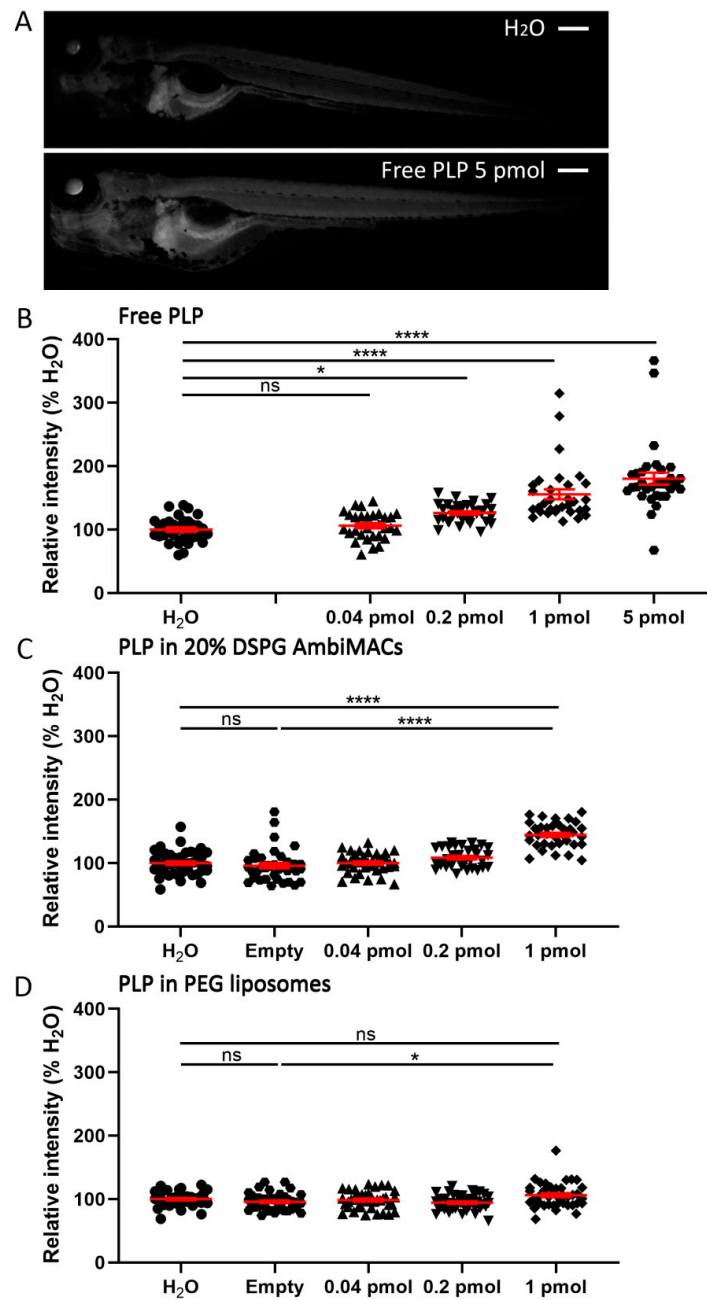 A
H₂O
Free PLP 5 pmol
B
Free PLP
Relative intensity (% H₂O)
400
300
200
100
0
****
****
*
ns
H₂O
0.04 pmol
0.2 pmol
1 pmol
5 pmol
C
PLP in 20% DSPG AmbiMACs
Relative intensity (% H₂O)
400
300
200
100
0
****
ns
****
H₂O
Empty
0.04 pmol
0.2 pmol
1 pmol
D
PLP in PEG liposomes
Relative intensity (% H₂O)
400
300
200
100
0
ns
ns
*
H₂O
Empty
0.04 pmol
0.2 pmol
1 pmol